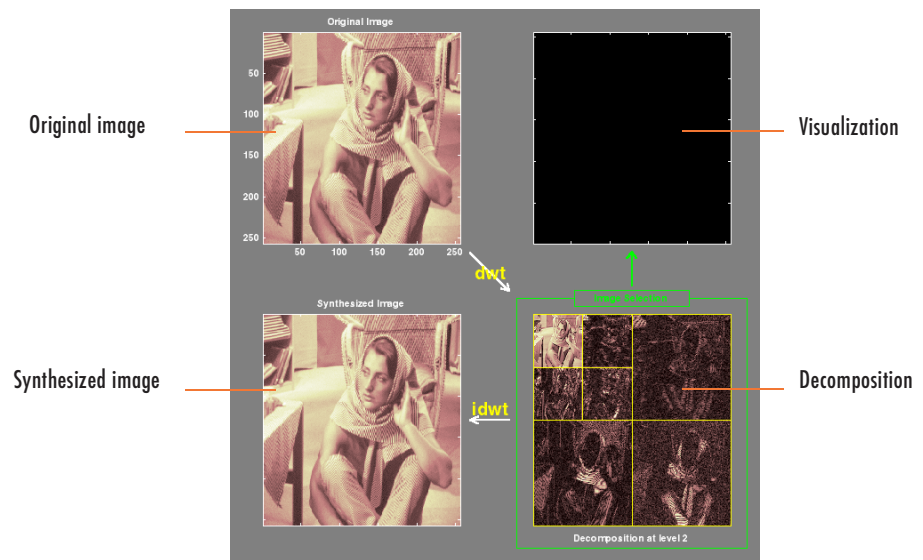 Original Image
50
100
150
200
250
50
100
150
200
250
Original image
Visualization
dwt
Image Selection
Synthesized Image
Synthesized image
idwt
Decomposition
Decomposition at level 2